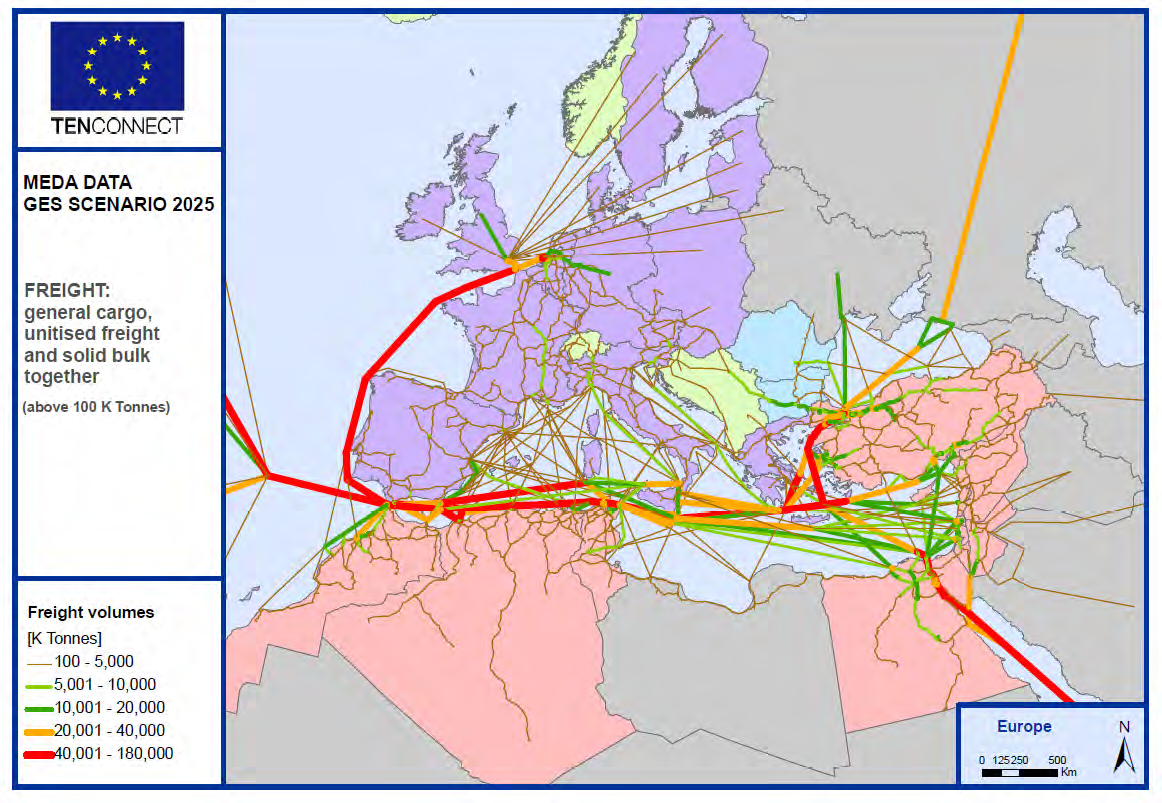 TENCONNECT
MEDA DATA
GES SCENARIO 2025
FREIGHT:
general cargo,
unitised freight
and solid bulk
together
(above 100 K Tonnes)
Freight volumes
[K Tonnes]
100 - 5,000
5,001 - 10,000
10,001 - 20,000
20,001 - 40,000
40,001 - 180,000
Europe
N
0 125 250 500
Km